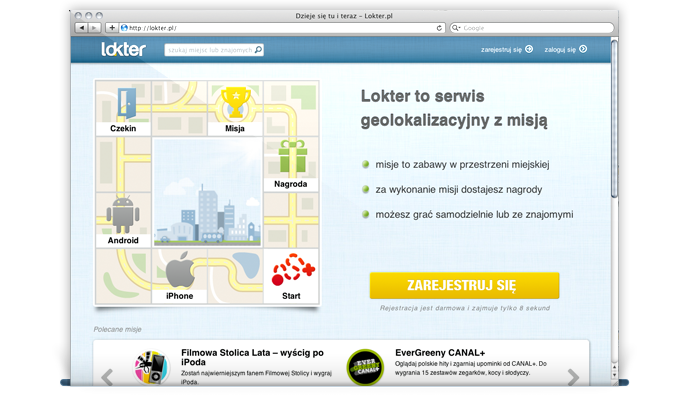 Dzieje się tu i teraz – Lokter.pl
http://lokter.pl/
Google
lokter
szukaj miejsc lub znajomych
zarejestruj się
zaloguj się
Czekin
Misja
Nagroda
Android
iPhone
Start
Lokter to serwis
geolokalizacyjny z misją
misje to zabawy w przestrzeni miejskiej
za wykonanie misji dostajesz nagrody
możesz grać samodzielnie lub ze znajomymi
ZAREJESTRUJ SIĘ
Rejestracja jest darmowa i zajmuje tylko 8 sekund
Polecane misje
Filmowa Stolica Lata – wyścig po
iPoda
Zostań najwierniejszym fanem Filmowej Stolicy i wygraj
iPoda.
EVER
CANAL+
EverGreeny CANAL+
Oglądaj polskie hity i zgarniaj upominki od CANAL+. Do
wygrania 15 zestawów zegarków, kocy i słodyczy.